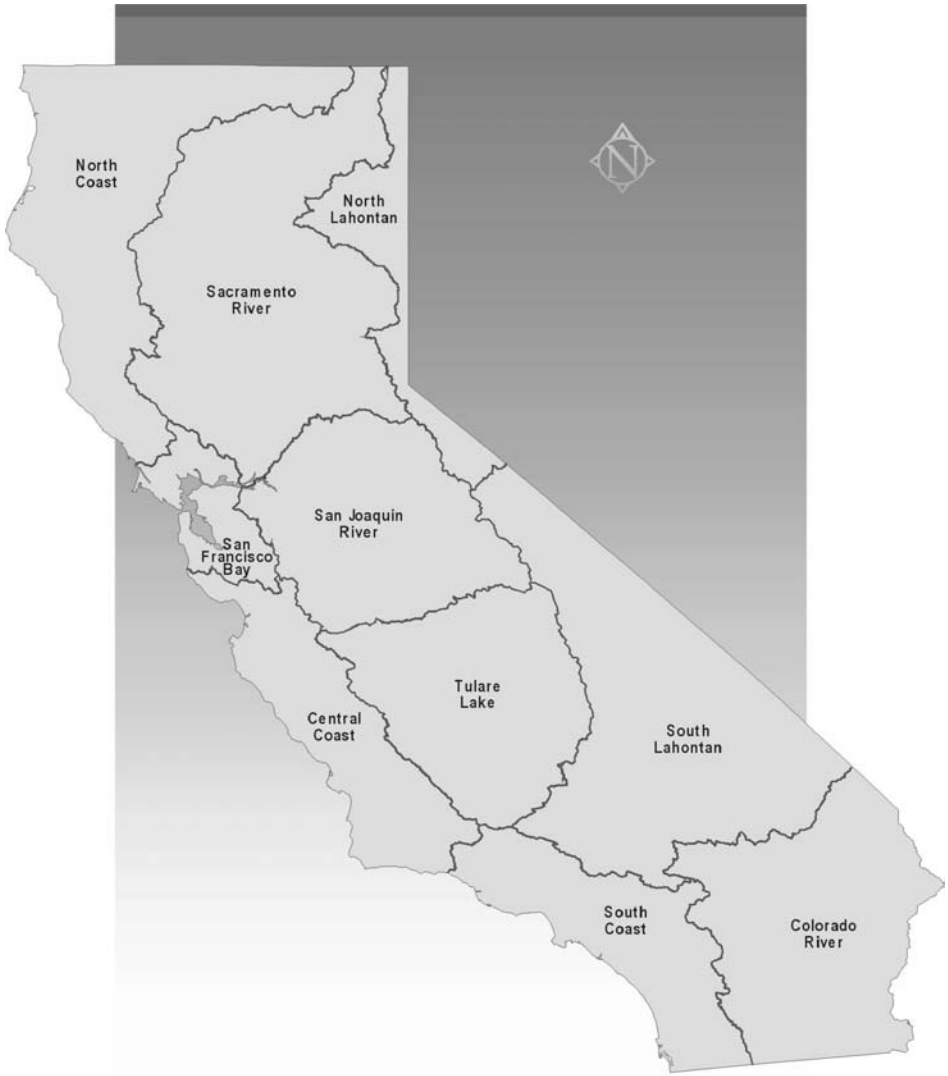 N
North
Coast
North
Lahontan
Sacramento
River
San Joaquin
River
San
Francisco
Bay
Tulare
Lake
Central
Coast
South
Lahontan
South
Coast
Colorado
River